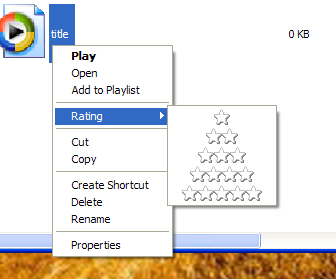 title
0 KB
Play
Open
Add to Playlist
Rating
Cut
Copy
Create Shortcut
Delete
Rename
Properties